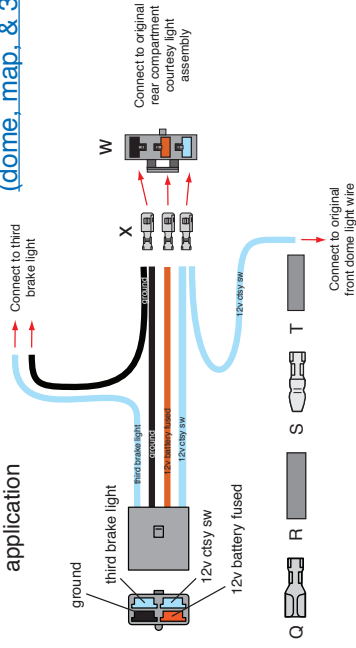 (dome, map, & 3
application
Connect to third
brake light
Connect to original
rear compartment
courtesy light
assembly
W
X
ground
ground
third brake light
12v battery fused
12v ctsy sw
12v ctsy sw
ground
third brake light
12v ctsy sw
12v battery fused
Connect to original
front dome light wire
Q
R
S
T